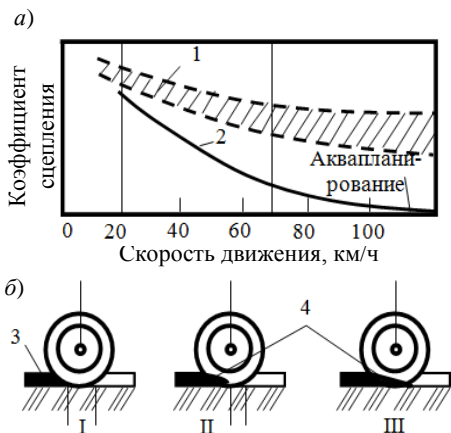 а)
Коэффициент
сцепления
1
2
Акваплани-
рование
0 20 40 60 80 100
Скорость движения, км/ч
б)
3
4
I II III